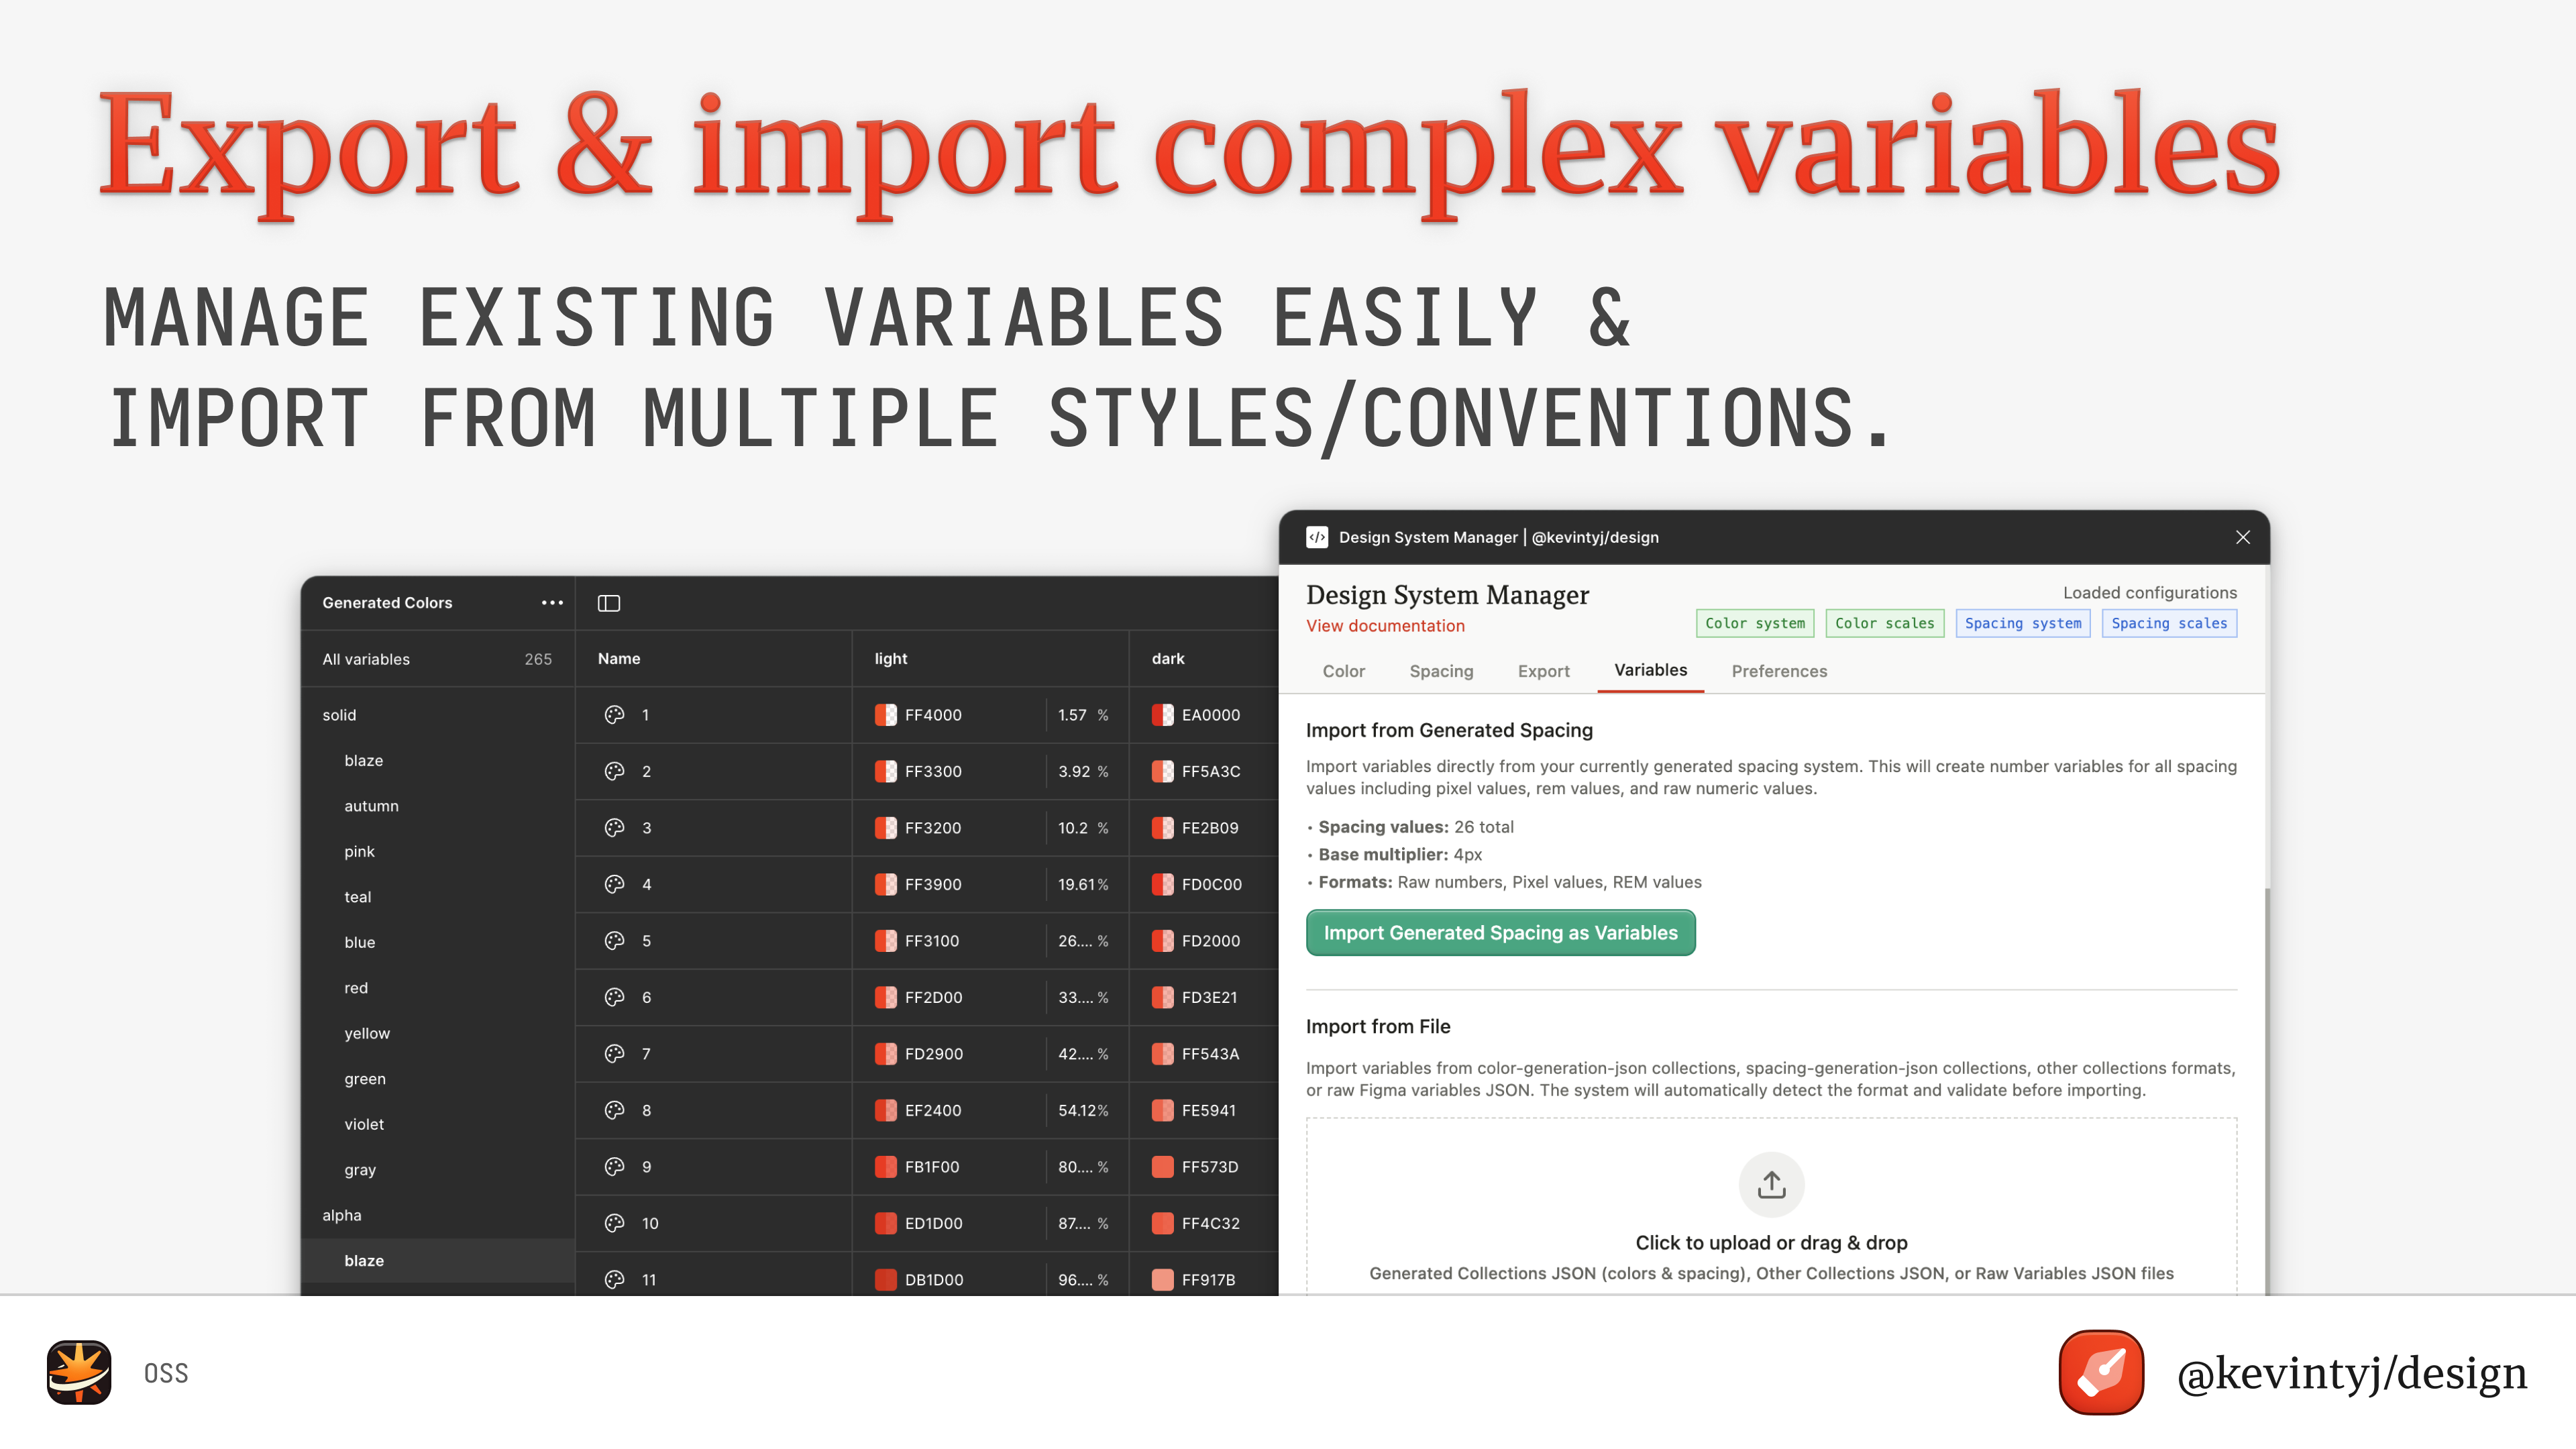 Export & import complex variables
MANAGE EXISTING VARIABLES EASILY &
IMPORT FROM MULTIPLE STYLES/CONVENTIONS.
Generated Colors
All variables 265
solid
blaze
autumn
pink
teal
blue
red
yellow
green
violet
gray
alpha
blaze
Name light dark
1 FF4000 1.57 % EA0000
2 FF3300 3.92 % FF5A3C
3 FF3200 10.2 % FE2B09
4 FF3900 19.61% FD0C00
5 FF3100 26.... % FD2000
6 FF2D00 33.... % FD3E21
7 FD2900 42.... % FF543A
8 EF2400 54.12% FE5941
9 FB1F00 80.... % FF573D
10 ED1D00 87.... % FF4C32
11 DB1D00 96.... % FF917B
Design System Manager | @kevintyj/design
Design System Manager
View documentation
Loaded configurations
Color system Color scales Spacing system Spacing scales
Color Spacing Export Variables Preferences
Import from Generated Spacing
Import variables directly from your currently generated spacing system. This will create number variables for all spacing
values including pixel values, rem values, and raw numeric values.
• Spacing values: 26 total
• Base multiplier: 4px
• Formats: Raw numbers, Pixel values, REM values
Import Generated Spacing as Variables
Import from File
Import variables from color-generation-json collections, spacing-generation-json collections, other collections formats,
or raw Figma variables JSON. The system will automatically detect the format and validate before importing.
Click to upload or drag & drop
Generated Collections JSON (colors & spacing), Other Collections JSON, or Raw Variables JSON files
OSS
@kevintyj/design